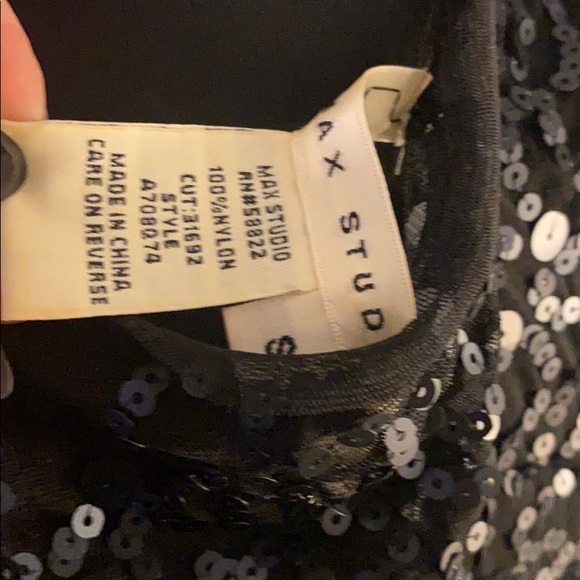 MAX STUDIO
RN#58822
100%NYLON
CUT:31692
STYLE
A708074
MADE IN CHINA
CARE ON REVERSE
AX STUD
S